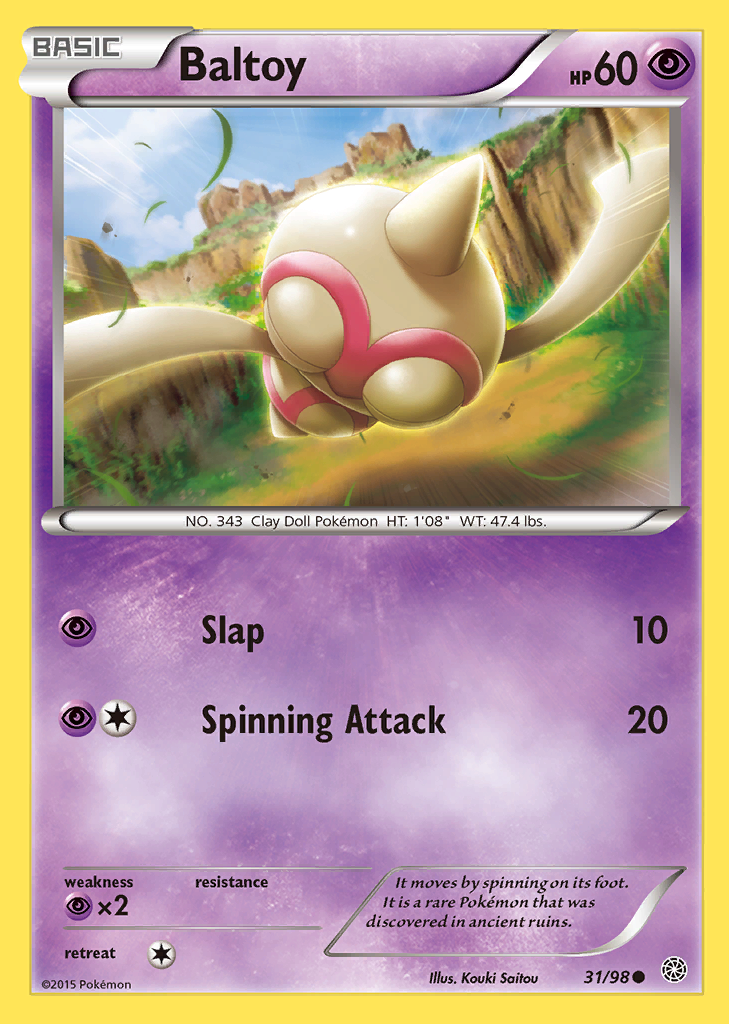 BASIC
Baltoy
HP60
NO. 343 Clay Doll Pokémon HT: 1'08" WT: 47.4 lbs.
Slap 10
Spinning Attack 20
weakness resistance
×2
It moves by spinning on its foot.
It is a rare Pokémon that was
discovered in ancient ruins.
retreat
©2015 Pokémon
Illus. Kouki Saitou
31/98